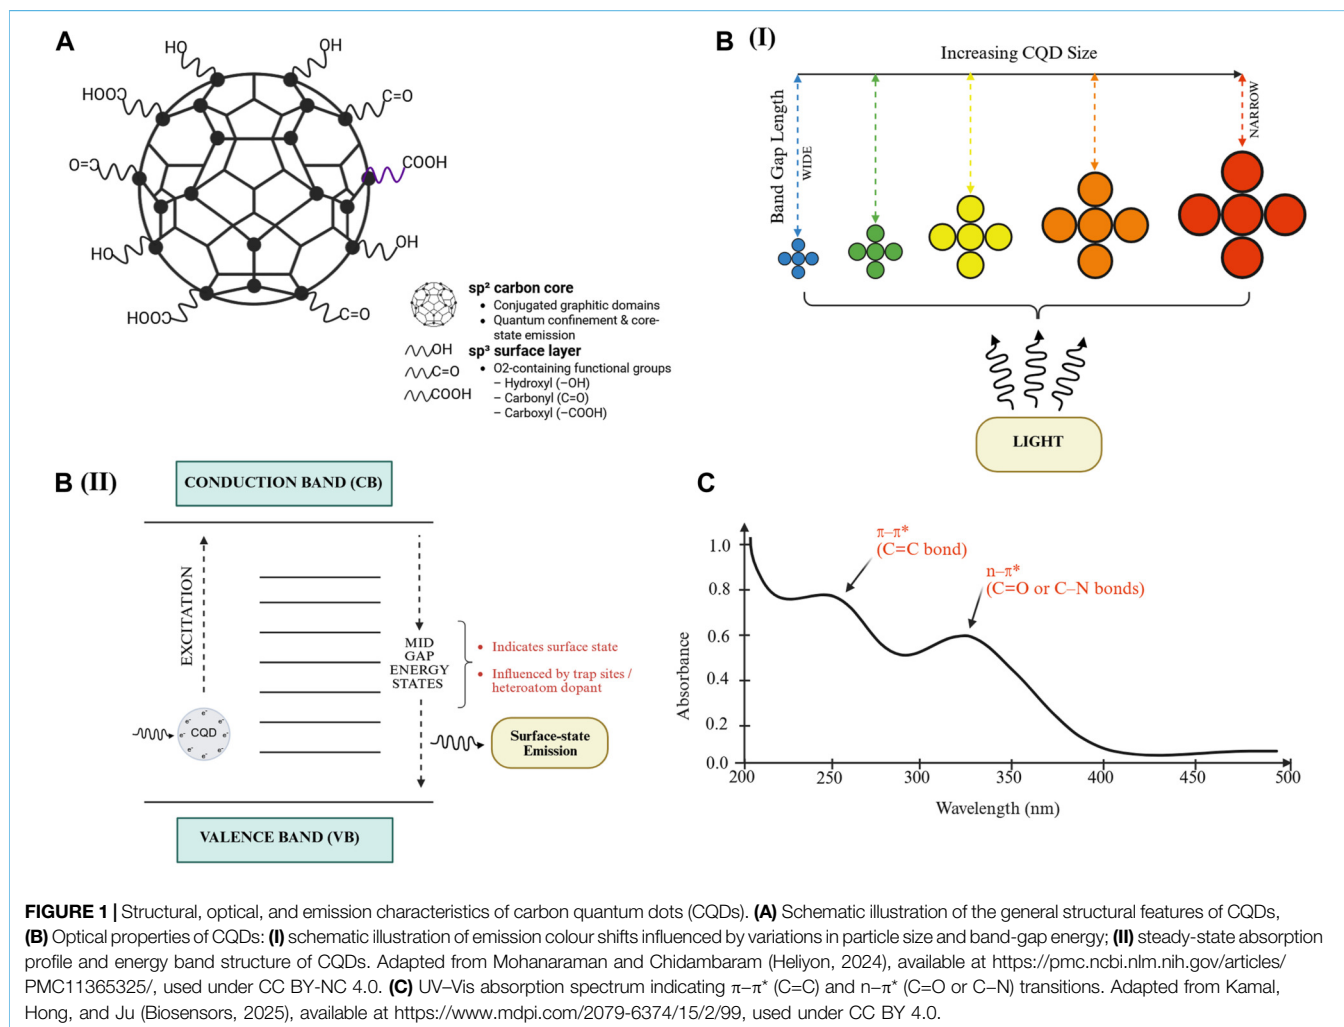 A
HO
OH
HOOC
C=O
O=C
COOH
HO
OH
HOOC
C=O
sp² carbon core
• Conjugated graphitic domains
• Quantum confinement & core-
state emission
OH
sp³ surface layer
C=O
• O2-containing functional groups
COOH
– Hydroxyl (–OH)
– Carbonyl (C=O)
– Carboxyl (–COOH)
B (I)
Increasing CQD Size
Band Gap Length
WIDE
NARROW
LIGHT
B (II)
CONDUCTION BAND (CB)
EXCITATION
MID
GAP
ENERGY
STATES
• Indicates surface state
• Influenced by trap sites /
heteroatom dopant
e⁻ e⁻
e⁻ CQD e⁻
e⁻ e⁻
e⁻
Surface-state
Emission
VALENCE BAND (VB)
C
π–π*
(C=C bond)
n–π*
(C=O or C–N bonds)
Absorbance
1.0
0.8
0.6
0.4
0.2
0.0
200 250 300 350 400 450 500
Wavelength (nm)
FIGURE 1 | Structural, optical, and emission characteristics of carbon quantum dots (CQDs). (A) Schematic illustration of the general structural features of CQDs,
(B) Optical properties of CQDs: (I) schematic illustration of emission colour shifts influenced by variations in particle size and band-gap energy; (II) steady-state absorption
profile and energy band structure of CQDs. Adapted from Mohanaraman and Chidambaram (Heliyon, 2024), available at https://pmc.ncbi.nlm.nih.gov/articles/
PMC11365325/, used under CC BY-NC 4.0. (C) UV–Vis absorption spectrum indicating π–π* (C=C) and n–π* (C=O or C–N) transitions. Adapted from Kamal,
Hong, and Ju (Biosensors, 2025), available at https://www.mdpi.com/2079-6374/15/2/99, used under CC BY 4.0.